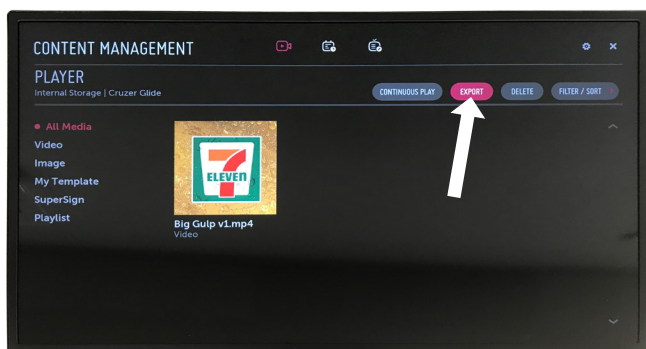 CONTENT MANAGEMENT
PLAYER
Internal Storage | Cruzer Glide
CONTINUOUS PLAY
EXPORT
DELETE
FILTER / SORT
All Media
Video
Image
My Template
SuperSign
Playlist
7
ELEVEn
Big Gulp v1.mp4
Video